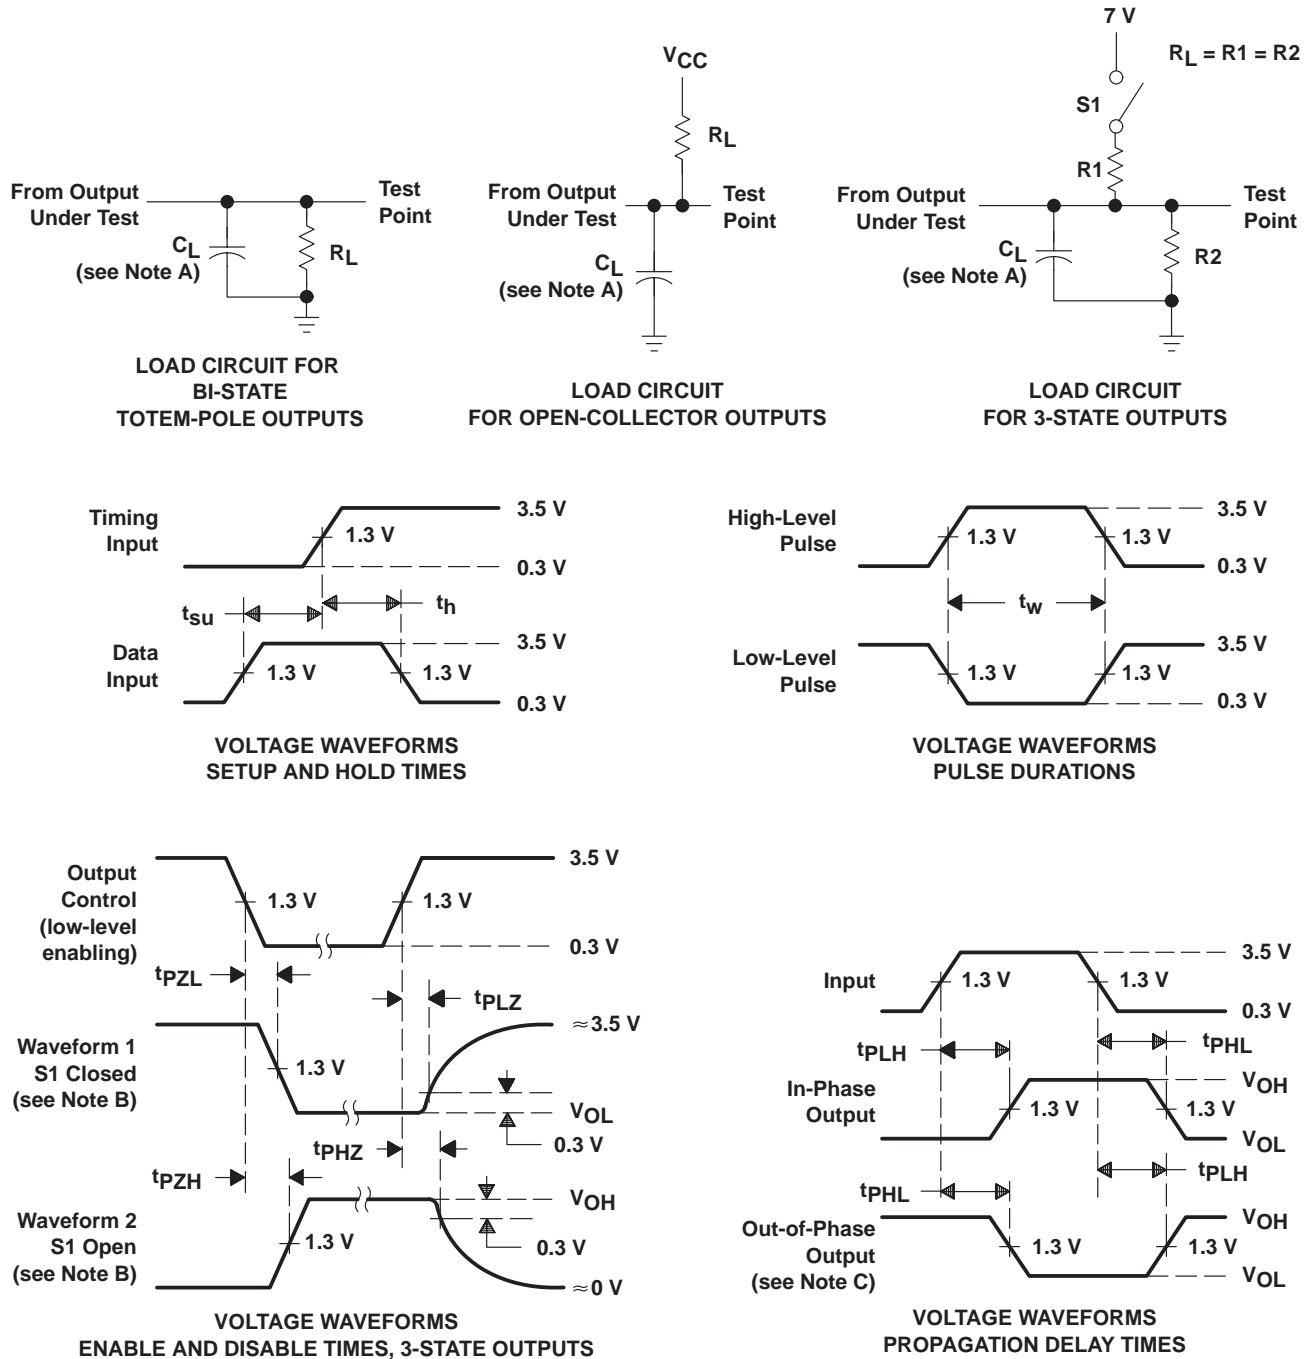 7 V
RL = R1 = R2
S1
R1
From Output
Under Test
Test
Point
CL
(see Note A)
R2
LOAD CIRCUIT
FOR 3-STATE OUTPUTS
VCC
RL
From Output
Under Test
Test
Point
CL
(see Note A)
LOAD CIRCUIT
FOR OPEN-COLLECTOR OUTPUTS
From Output
Under Test
Test
Point
CL
(see Note A)
RL
LOAD CIRCUIT FOR
BI-STATE
TOTEM-POLE OUTPUTS
Timing
Input
1.3 V
3.5 V
0.3 V
tsu
th
Data
Input
1.3 V
1.3 V
3.5 V
0.3 V
VOLTAGE WAVEFORMS
SETUP AND HOLD TIMES
High-Level
Pulse
1.3 V
1.3 V
3.5 V
0.3 V
tw
Low-Level
Pulse
1.3 V
1.3 V
3.5 V
0.3 V
VOLTAGE WAVEFORMS
PULSE DURATIONS
Output
Control
(low-level
enabling)
1.3 V
1.3 V
3.5 V
0.3 V
tPZL
tPLZ
Waveform 1
S1 Closed
(see Note B)
1.3 V
≈3.5 V
VOL
0.3 V
tPHZ
tPZH
Waveform 2
S1 Open
(see Note B)
1.3 V
VOH
0.3 V
≈0 V
VOLTAGE WAVEFORMS
ENABLE AND DISABLE TIMES, 3-STATE OUTPUTS
Input
1.3 V
1.3 V
3.5 V
0.3 V
tPLH
tPHL
In-Phase
Output
1.3 V
1.3 V
VOH
VOL
tPHL
tPLH
Out-of-Phase
Output
(see Note C)
1.3 V
1.3 V
VOH
VOL
VOLTAGE WAVEFORMS
PROPAGATION DELAY TIMES